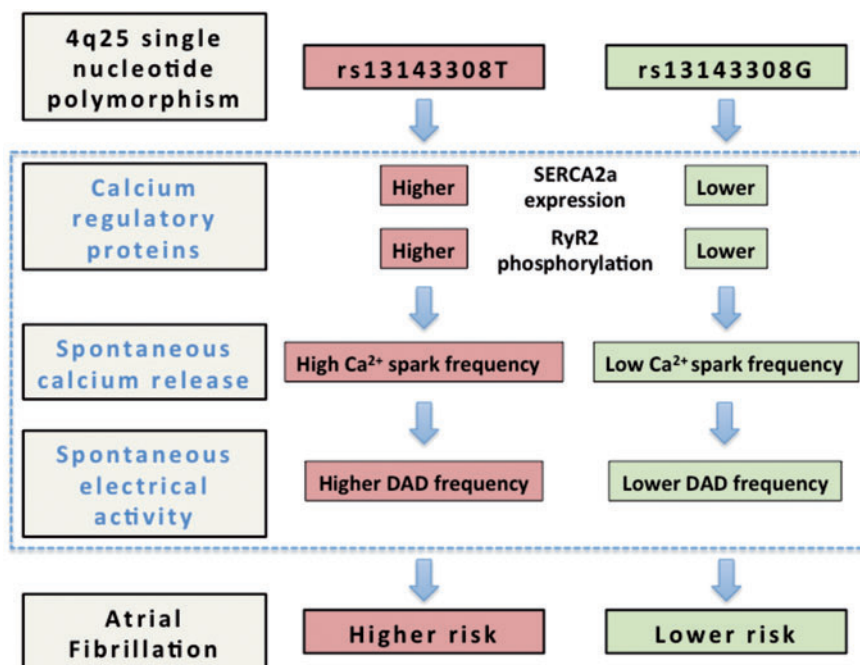 4q25 single
nucleotide
polymorphism
rs13143308T
rs13143308G
Calcium
regulatory
proteins
Higher
SERCA2a
expression
Lower
Higher
RyR2
phosphorylation
Lower
Spontaneous
calcium release
High Ca²⁺ spark frequency
Low Ca²⁺ spark frequency
Spontaneous
electrical
activity
Higher DAD frequency
Lower DAD frequency
Atrial
Fibrillation
Higher risk
Lower risk